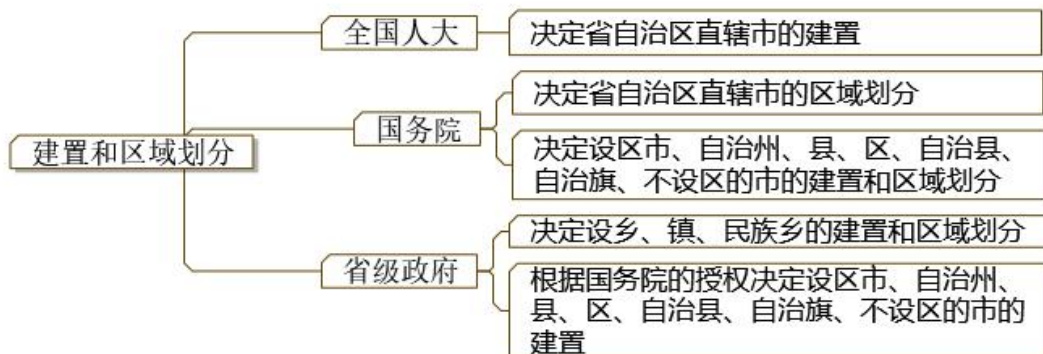 建置和区域划分
全国人大
决定省自治区直辖市的建置
国务院
决定省自治区直辖市的区域划分
决定设区市、自治州、县、区、自治县、
自治旗、不设区的市的建置和区域划分
省级政府
决定设乡、镇、民族乡的建置和区域划分
根据国务院的授权决定设区市、自治州、
县、区、自治县、自治旗、不设区的市的
建置